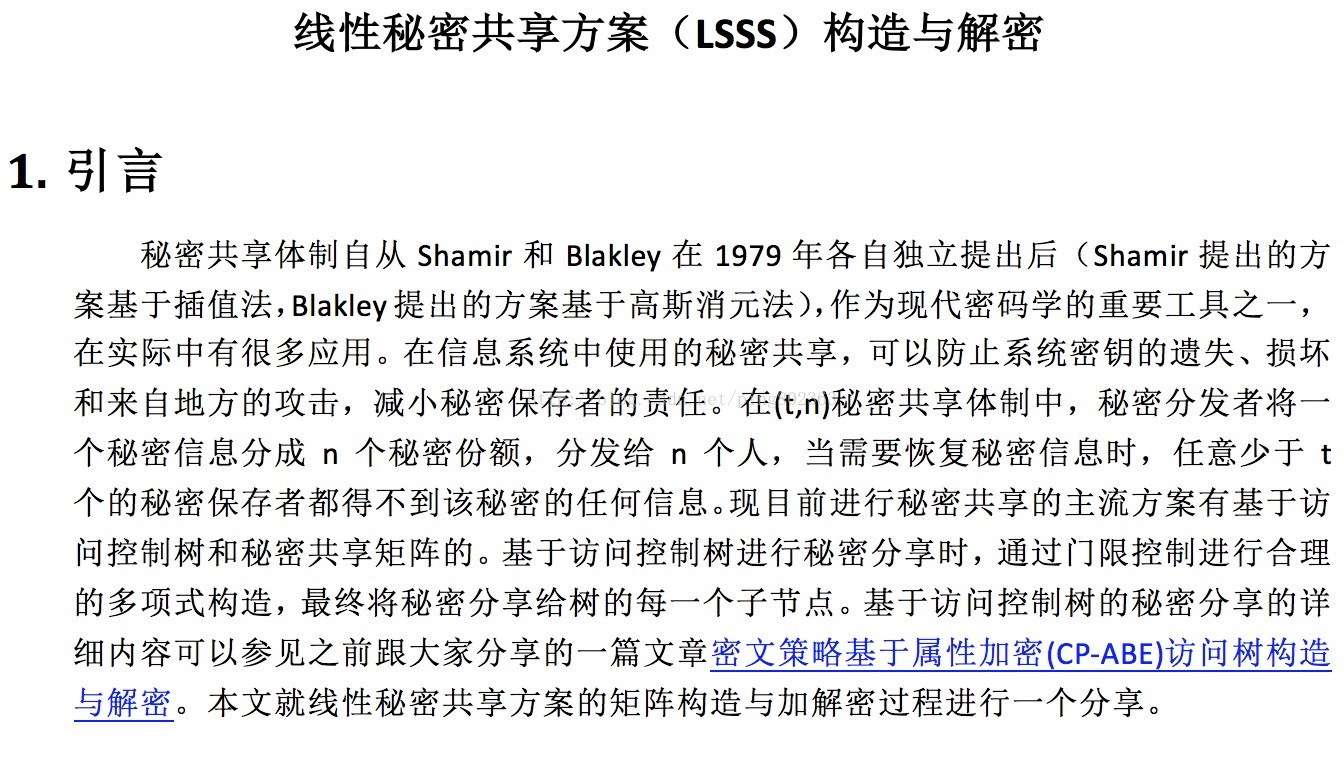 线性秘密共享方案（LSSS）构造与解密
1. 引言
秘密共享体制自从 Shamir 和 Blakley 在 1979 年各自独立提出后（Shamir 提出的方
案基于插值法，Blakley 提出的方案基于高斯消元法），作为现代密码学的重要工具之一，
在实际中有很多应用。在信息系统中使用的秘密共享，可以防止系统密钥的遗失、损坏
和来自地方的攻击，减小秘密保存者的责任。在(t,n)秘密共享体制中，秘密分发者将一
个秘密信息分成 n 个秘密份额，分发给 n 个人，当需要恢复秘密信息时，任意少于 t
个的秘密保存者都得不到该秘密的任何信息。现目前进行秘密共享的主流方案有基于访
问控制树和秘密共享矩阵的。基于访问控制树进行秘密分享时，通过门限控制进行合理
的多项式构造，最终将秘密分享给树的每一个子节点。基于访问控制树的秘密分享的详
细内容可以参见之前跟大家分享的一篇文章密文策略基于属性加密(CP-ABE)访问树构造
与解密。本文就线性秘密共享方案的矩阵构造与加解密过程进行一个分享。